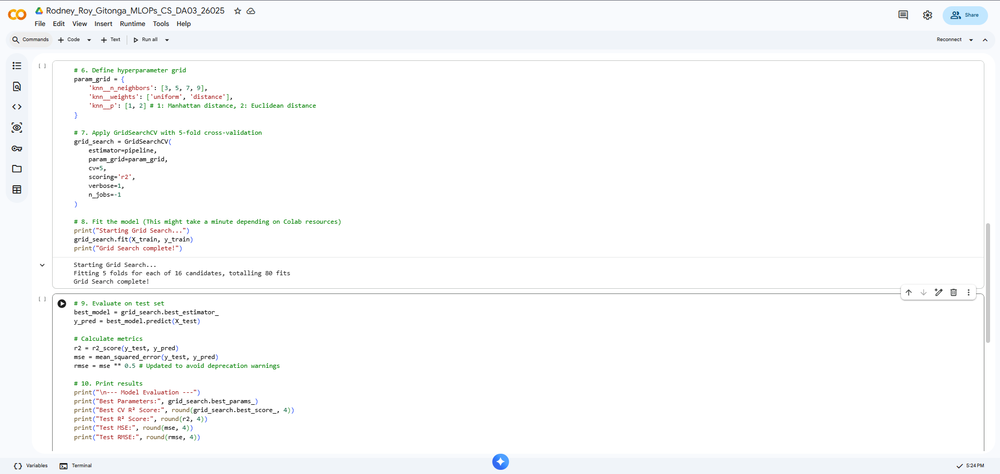 Rodney_Roy_Gitonga_MLOPs_CS_DA03_26025
File Edit View Insert Runtime Tools Help
Share
Commands + Code + Text Run all
Reconnect
[ ]
# 6. Define hyperparameter grid
param_grid = {
    'knn__n_neighbors': [3, 5, 7, 9],
    'knn__weights': ['uniform', 'distance'],
    'knn__p': [1, 2] # 1: Manhattan distance, 2: Euclidean distance
}
# 7. Apply GridSearchCV with 5-fold cross-validation
grid_search = GridSearchCV(
    estimator=pipeline,
    param_grid=param_grid,
    cv=5,
    scoring='r2',
    verbose=1,
    n_jobs=-1
)
# 8. Fit the model (This might take a minute depending on Colab resources)
print("Starting Grid Search...")
grid_search.fit(X_train, y_train)
print("Grid Search complete!")
Starting Grid Search...
Fitting 5 folds for each of 16 candidates, totalling 80 fits
Grid Search complete!
[ ]
# 9. Evaluate on test set
best_model = grid_search.best_estimator_
y_pred = best_model.predict(X_test)
# Calculate metrics
r2 = r2_score(y_test, y_pred)
mse = mean_squared_error(y_test, y_pred)
rmse = mse ** 0.5 # Updated to avoid deprecation warnings
# 10. Print results
print("\n--- Model Evaluation ---")
print("Best Parameters:", grid_search.best_params_)
print("Best CV R² Score:", round(grid_search.best_score_, 4))
print("Test R² Score:", round(r2, 4))
print("Test MSE:", round(mse, 4))
print("Test RMSE:", round(rmse, 4))
Variables Terminal
5:24 PM